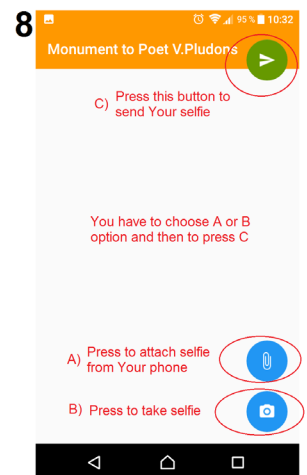 8
95 % 10:32
Monument to Poet V.Pludons
C) Press this button to
send Your selfie
You have to choose A or B
option and then to press C
A) Press to attach selfie
from Your phone
B) Press to take selfie